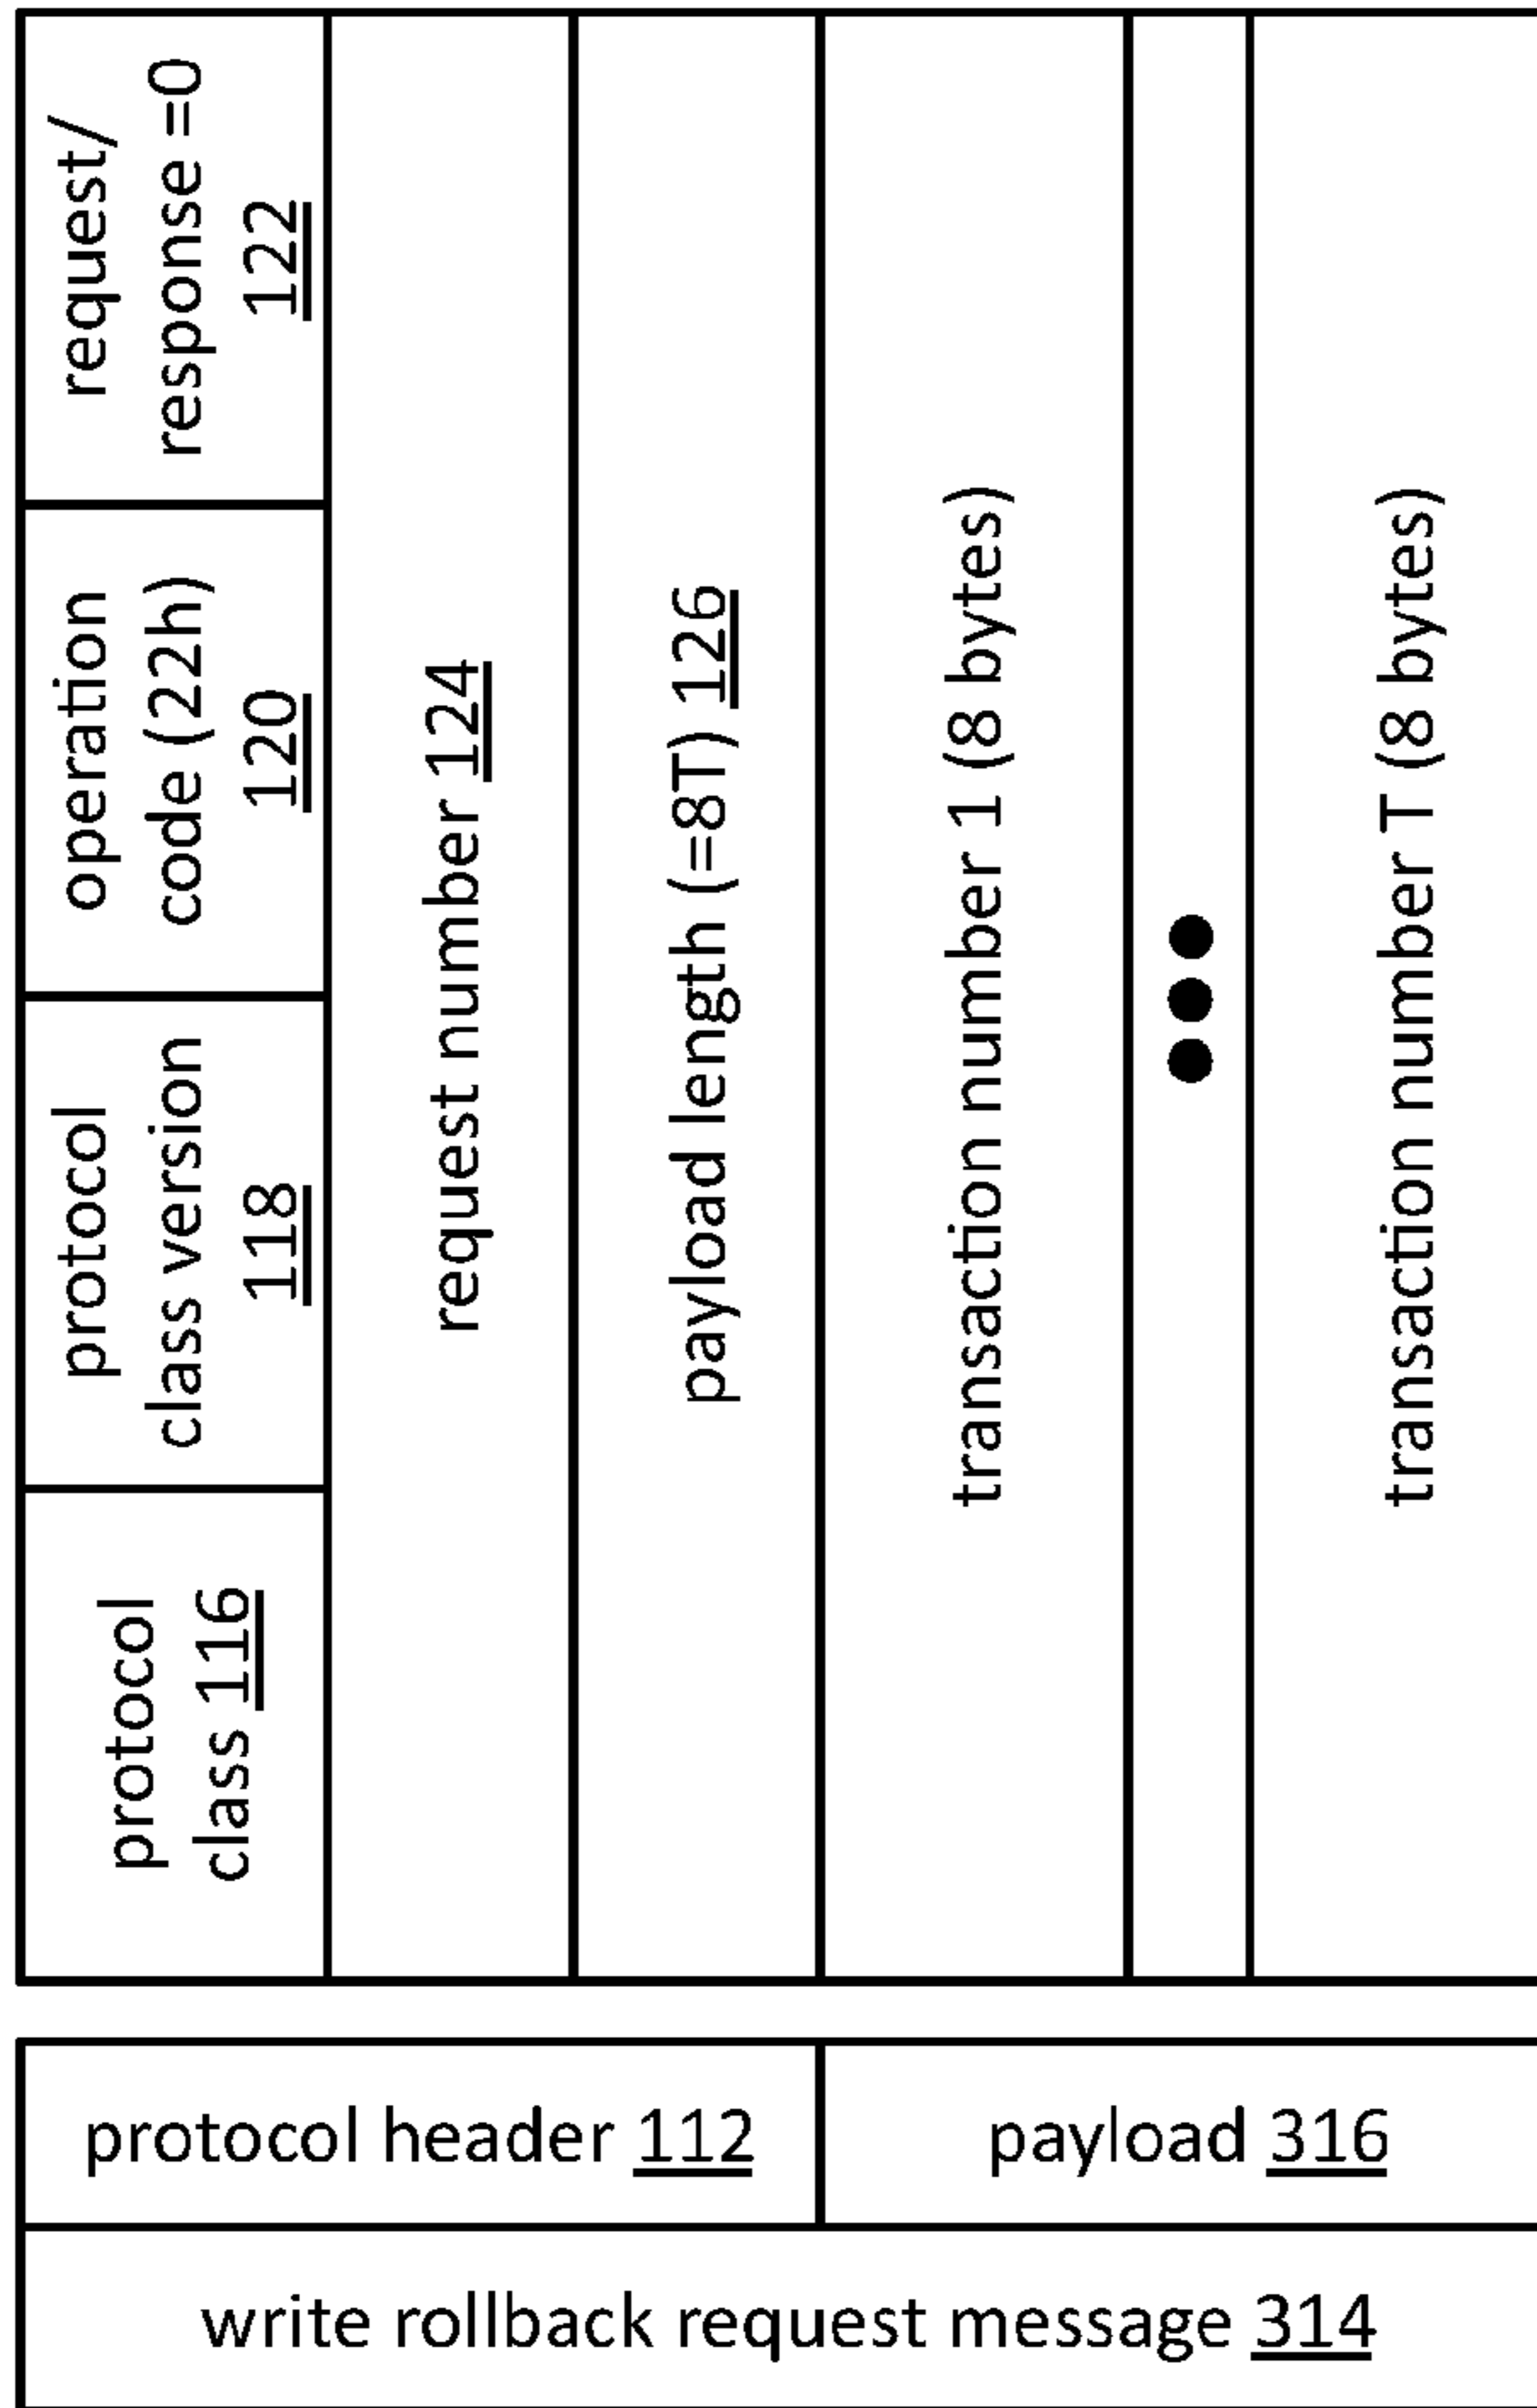 protocol
class 116
protocol
class version
118
operation
code (22h)
120
request/
response =0
122
request number 124
payload length (=8T) 126
transaction number 1 (8 bytes)
transaction number T (8 bytes)
protocol header 112
payload 316
write rollback request message 314